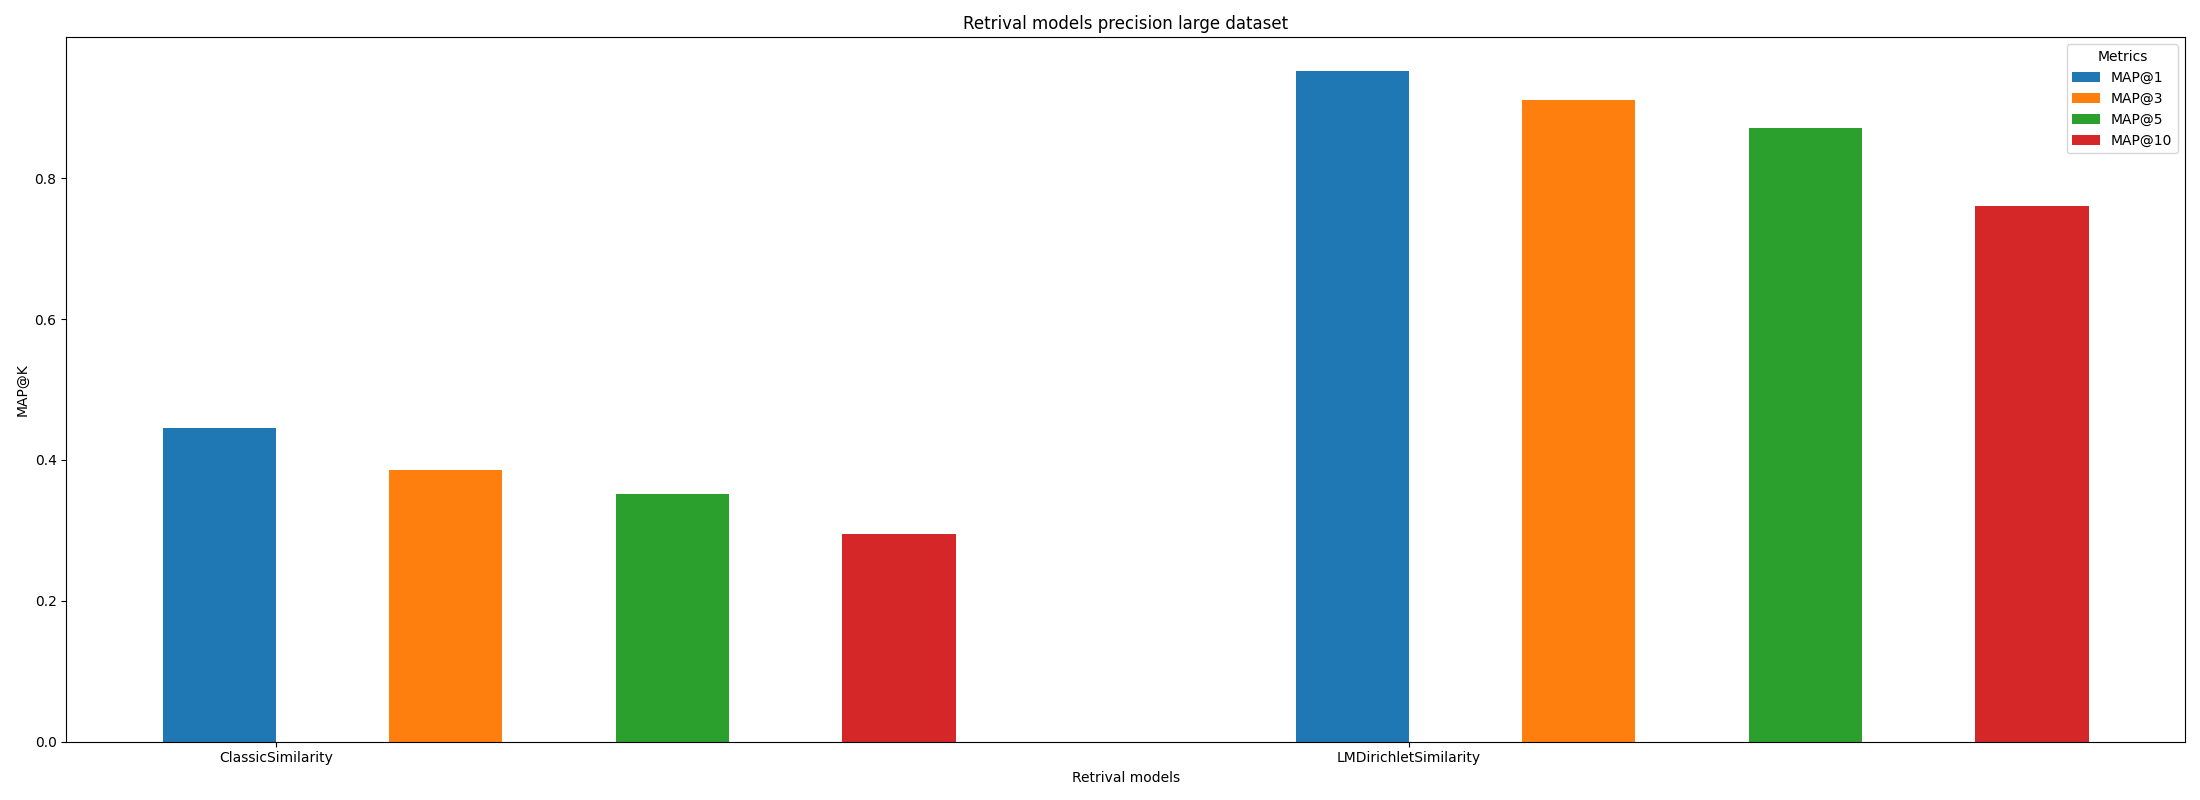 Retrival models precision large dataset
Metrics
MAP@1
MAP@3
MAP@5
MAP@10
MAP@K
0.8
0.6
0.4
0.2
0.0
ClassicSimilarity
LMDirichletSimilarity
Retrival models